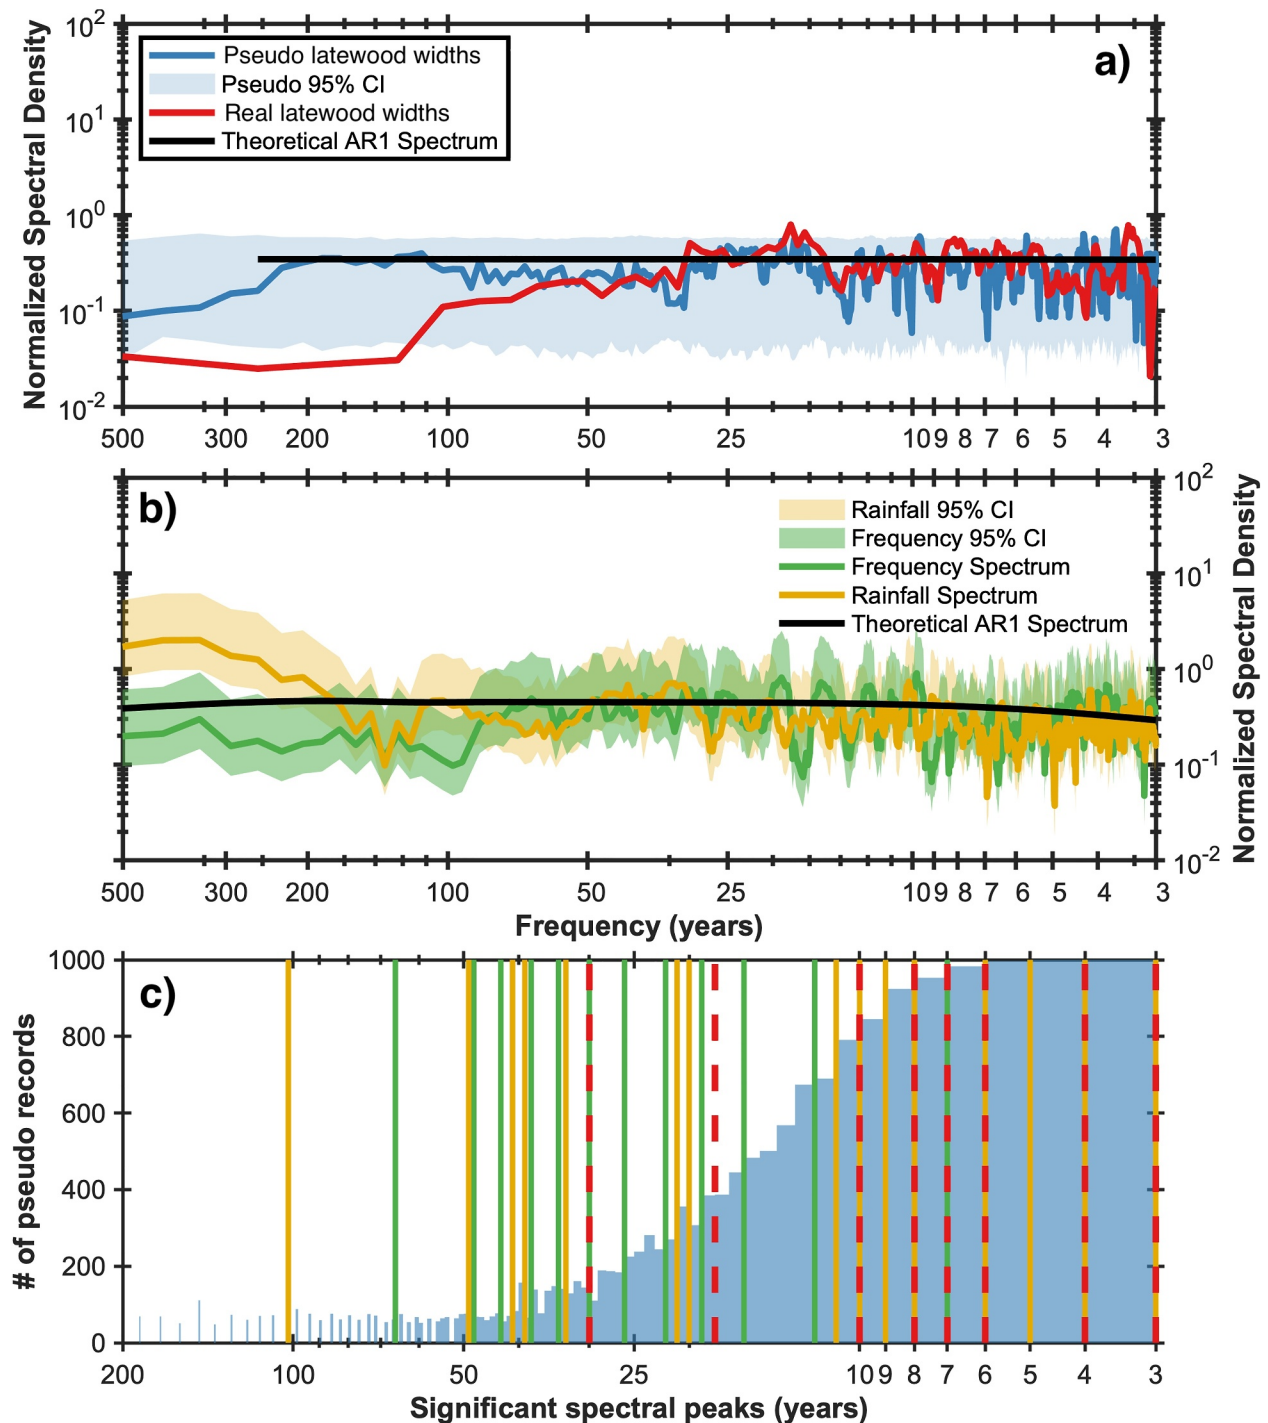 a)
Normalized Spectral Density
10²
10¹
10⁰
10⁻¹
10⁻²
Pseudo latewood widths
Pseudo 95% CI
Real latewood widths
Theoretical AR1 Spectrum
500 300 200 100 50 25 10 9 8 7 6 5 4 3
b)
Rainfall 95% CI
Frequency 95% CI
Frequency Spectrum
Rainfall Spectrum
Theoretical AR1 Spectrum
10²
10¹
10⁰
10⁻¹
10⁻²
Normalized Spectral Density
500 300 200 100 50 25 10 9 8 7 6 5 4 3
Frequency (years)
c)
# of pseudo records
1000
800
600
400
200
0
200 100 50 25 10 9 8 7 6 5 4 3
Significant spectral peaks (years)